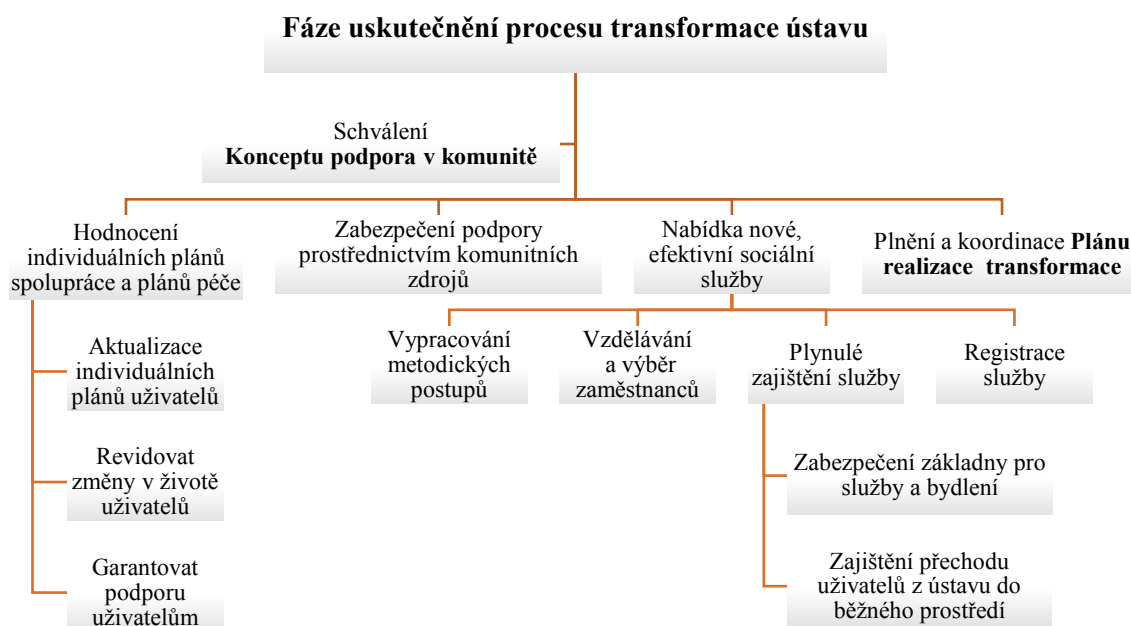 Fáze uskutečnění procesu transformace ústavu
Schválení
Konceptu podpora v komunitě
Hodnocení
individuálních plánů
spolupráce a plánů péče
Zabezpečení podpory
prostřednictvím komunitních
zdrojů
Nabídka nové,
efektivní sociální
služby
Plnění a koordinace Plánu
realizace transformace
Aktualizace
individuálních
plánů uživatelů
Revidovat
změny v životě
uživatelů
Garantovat
podporu
uživatelům
Vypracování
metodických
postupů
Vzdělávání
a výběr
zaměstnanců
Plynulé
zajištění služby
Registrace
služby
Zabezpečení základny pro
služby a bydlení
Zajištění přechodu
uživatelů z ústavu do
běžného prostředí